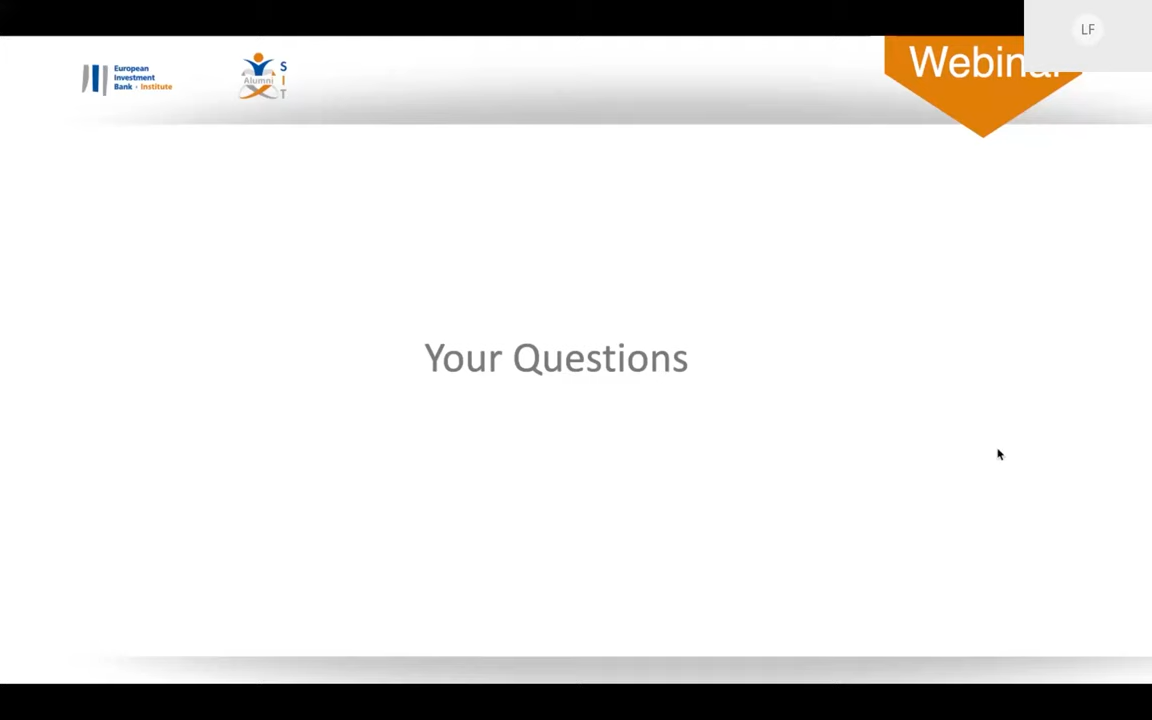 LF
European
Investment
Bank • Institute
Alumni
S
I
T
Webinar
Your Questions